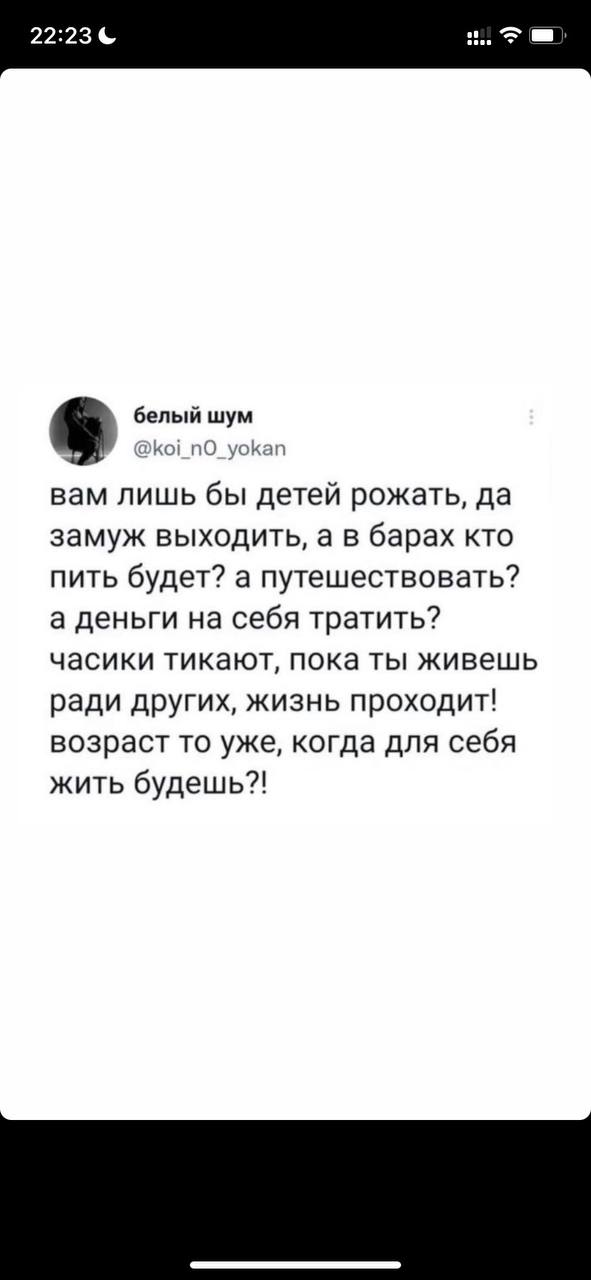 22:23
белый шум
@koi_n0_yokan
вам лишь бы детей рожать, да
замуж выходить, а в барах кто
пить будет? а путешествовать?
а деньги на себя тратить?
часики тикают, пока ты живешь
ради других, жизнь проходит!
возраст то уже, когда для себя
жить будешь?!